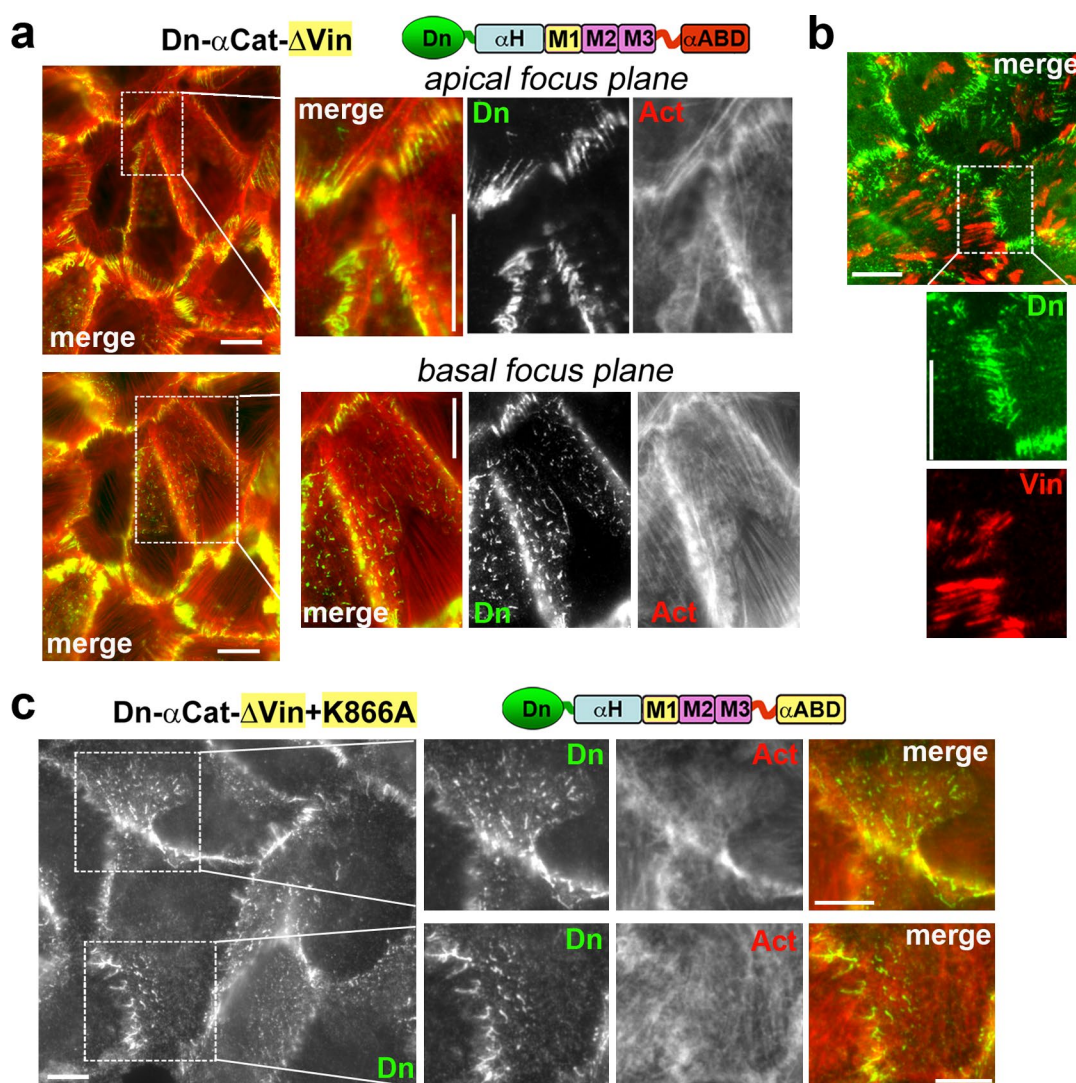 a
Dn-αCat-ΔVin
Dn αH M1 M2 M3 αABD
apical focus plane
merge
merge
Dn
Act
basal focus plane
merge
merge
Dn
Act
b
merge
Dn
Vin
c
Dn-αCat-ΔVin+K866A
Dn αH M1 M2 M3 αABD
Dn
Dn
Act
merge
Dn
Act
merge